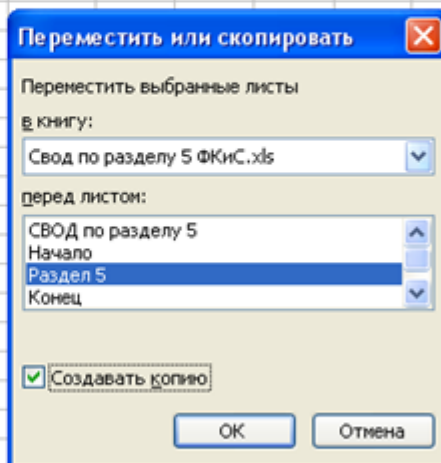 Переместить или скопировать
Переместить выбранные листы
в книгу:
Свод по разделу 5 ФКиС.xls
перед листом:
СВОД по разделу 5
Начало
Раздел 5
Конец
Создавать копию
ОК
Отмена